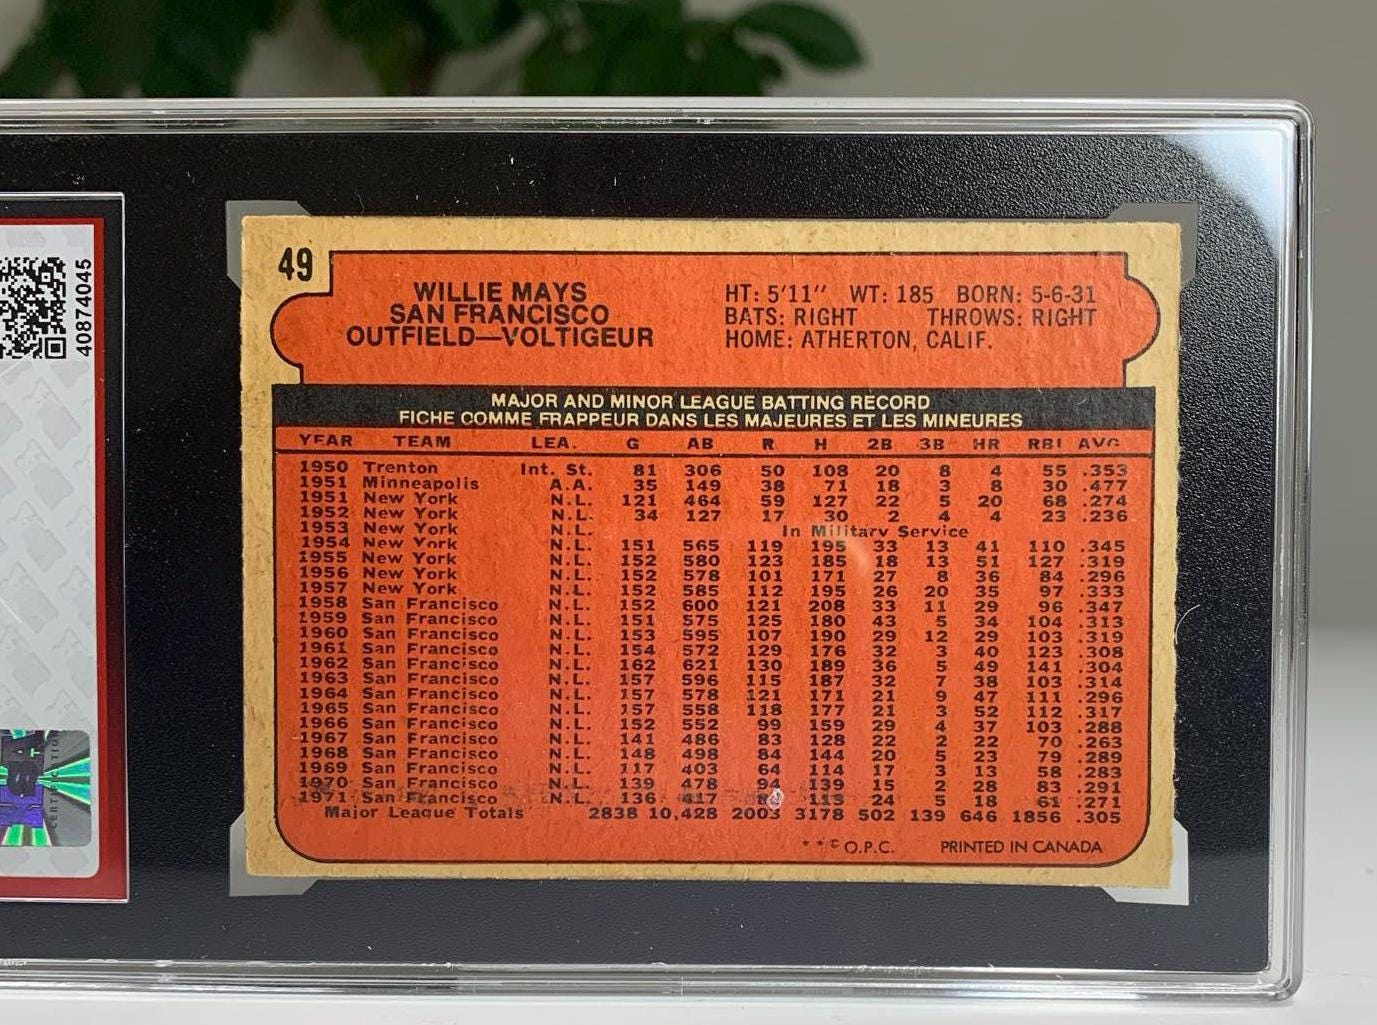 49
WILLIE MAYS
SAN FRANCISCO
OUTFIELD—VOLTIGEUR
HT: 5'11" WT: 185 BORN: 5-6-31
BATS: RIGHT THROWS: RIGHT
HOME: ATHERTON, CALIF.
MAJOR AND MINOR LEAGUE BATTING RECORD
FICHE COMME FRAPPEUR DANS LES MAJEURES ET LES MINEURES
YEAR TEAM LEA. G AB R H 2B 3B HR RBI AVG
1950 Trenton Int. St. 81 306 50 108 20 8 4 55 .353
1951 Minneapolis A.A. 35 149 38 71 18 3 8 30 .477
1951 New York N.L. 121 464 59 127 22 5 20 68 .274
1952 New York N.L. 34 127 17 30 2 4 4 23 .236
1953 New York N.L. In Military Service
1954 New York N.L. 151 565 119 195 33 13 41 110 .345
1955 New York N.L. 152 580 123 185 18 13 51 127 .319
1956 New York N.L. 152 578 101 171 27 8 36 84 .296
1957 New York N.L. 152 585 112 195 26 20 35 97 .333
1958 San Francisco N.L. 152 600 121 208 33 11 29 96 .347
1959 San Francisco N.L. 151 575 125 180 43 5 34 104 .313
1960 San Francisco N.L. 153 595 107 190 29 12 29 103 .319
1961 San Francisco N.L. 154 572 129 176 32 3 40 123 .308
1962 San Francisco N.L. 162 621 130 189 36 5 49 141 .304
1963 San Francisco N.L. 157 596 115 187 32 7 38 103 .314
1964 San Francisco N.L. 157 578 121 171 21 9 47 111 .296
1965 San Francisco N.L. 157 558 118 177 21 3 52 112 .317
1966 San Francisco N.L. 152 552 99 159 29 4 37 103 .288
1967 San Francisco N.L. 141 486 83 128 22 2 22 70 .263
1968 San Francisco N.L. 148 498 84 144 20 5 23 79 .289
1969 San Francisco N.L. 117 403 64 114 17 3 13 58 .283
1970 San Francisco N.L. 139 478 94 139 15 2 28 83 .291
1971 San Francisco N.L. 136 417 113 24 5 18 61 .271
Major League Totals 2838 10,428 2003 3178 502 139 646 1856 .305
* * © O.P.C. PRINTED IN CANADA
40874045